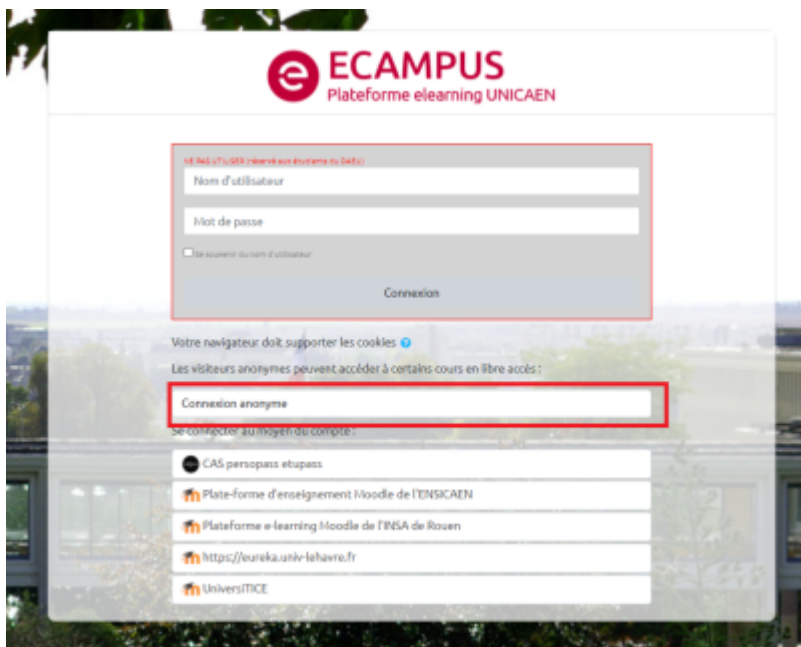 ECAMPUS
Plateforme elearning UNICAEN
NE PAS UTILISER (réservé aux étudiants du DAEU)
Nom d'utilisateur
Mot de passe
Se souvenir du nom d'utilisateur
Connexion
Votre navigateur doit supporter les cookies
Les visiteurs anonymes peuvent accéder à certains cours en libre accès :
Connexion anonyme
Se connecter au moyen du compte :
CAS persopass etupass
Plate-forme d'enseignement Moodle de l'ENSICAEN
Plateforme e-learning Moodle de l'INSA de Rouen
https://eureka.univ-lehavre.fr
UniversiTICE